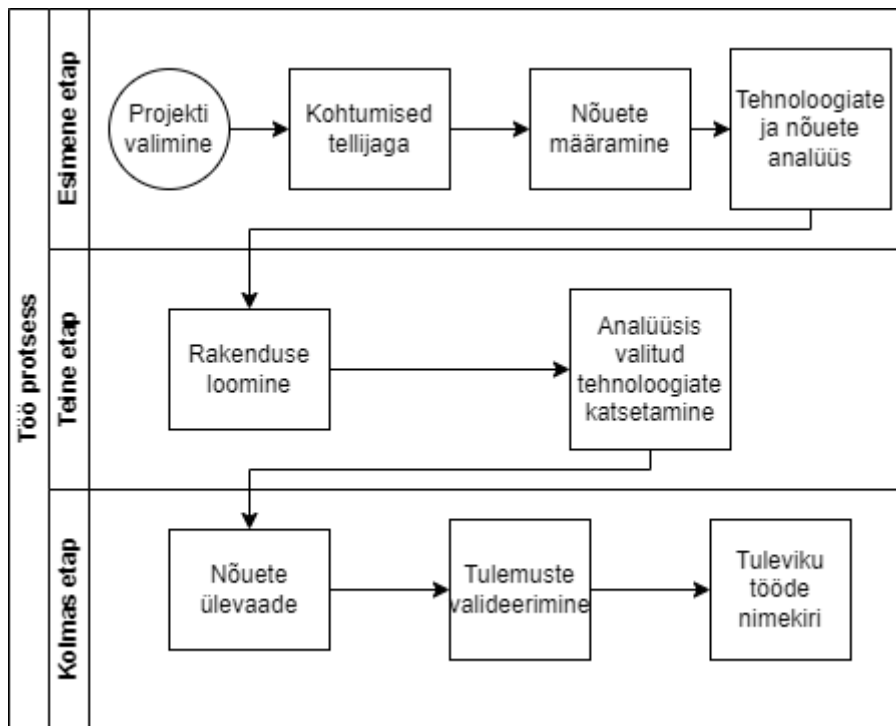 Töö protsess
Esimene etap
Projekti
valimine
Kohtumised
tellijaga
Nõuete
määramine
Tehnoloogiate
ja nõuete
analüüs
Teine etap
Rakenduse
loomine
Analüüsis
valitud
tehnoloogiate
katsetamine
Kolmas etap
Nõuete
ülevaade
Tulemuste
valideerimine
Tuleviku
tööde
nimekiri